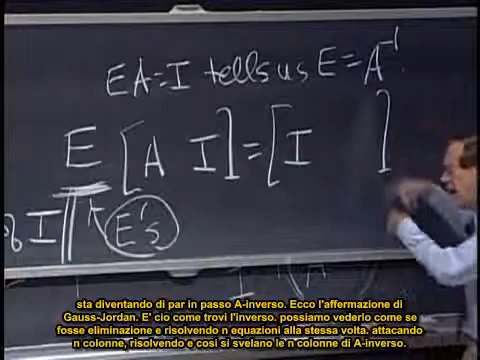 EA=I tells us E=A⁻¹.
E [A I] = [I ]
I E's
I (A
sta diventando di par in passo A-inverso. Ecco l'affermazione di
Gauss-Jordan. E' cio come trovi l'inverso. possiamo vederlo come se
fosse eliminazione e risolvendo n equazioni alla stessa volta. attacando
n colonne, risolvendo e cosi si svelano le n colonne di A-inverso.